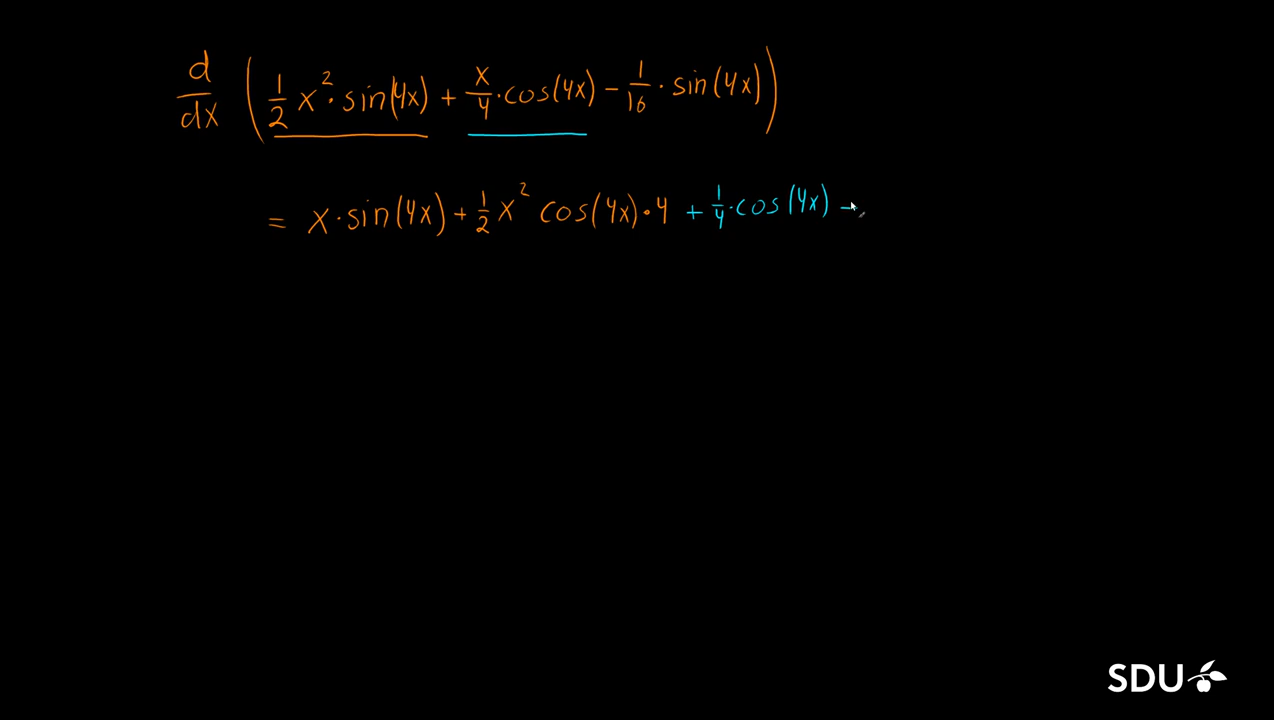 d/dx ( 1/2 x² · sin(4x) + x/4 · cos(4x) − 1/16 · sin(4x) )
= x · sin(4x) + 1/2 x² cos(4x) · 4 + 1/4 · cos(4x) −
SDU